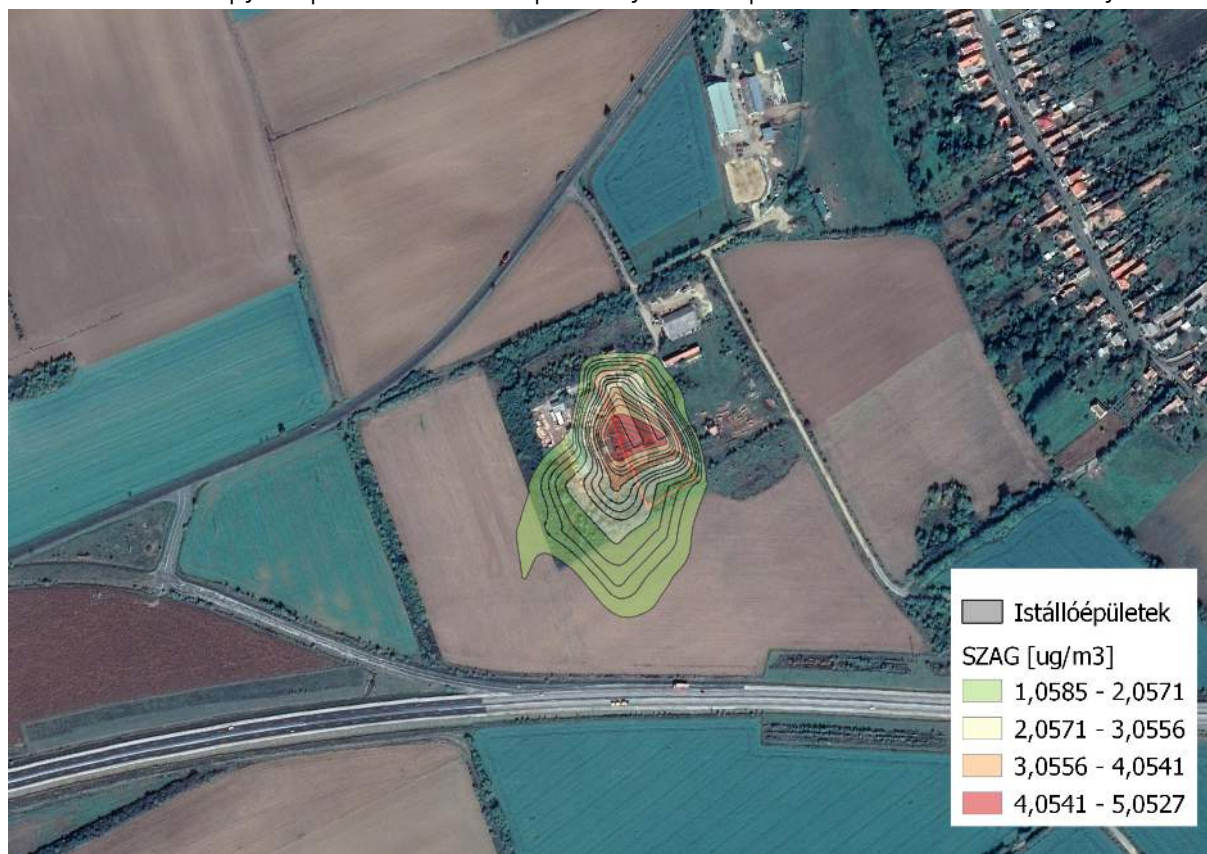 Istállóépületek
SZAG [ug/m3]
1,0585 - 2,0571
2,0571 - 3,0556
3,0556 - 4,0541
4,0541 - 5,0527